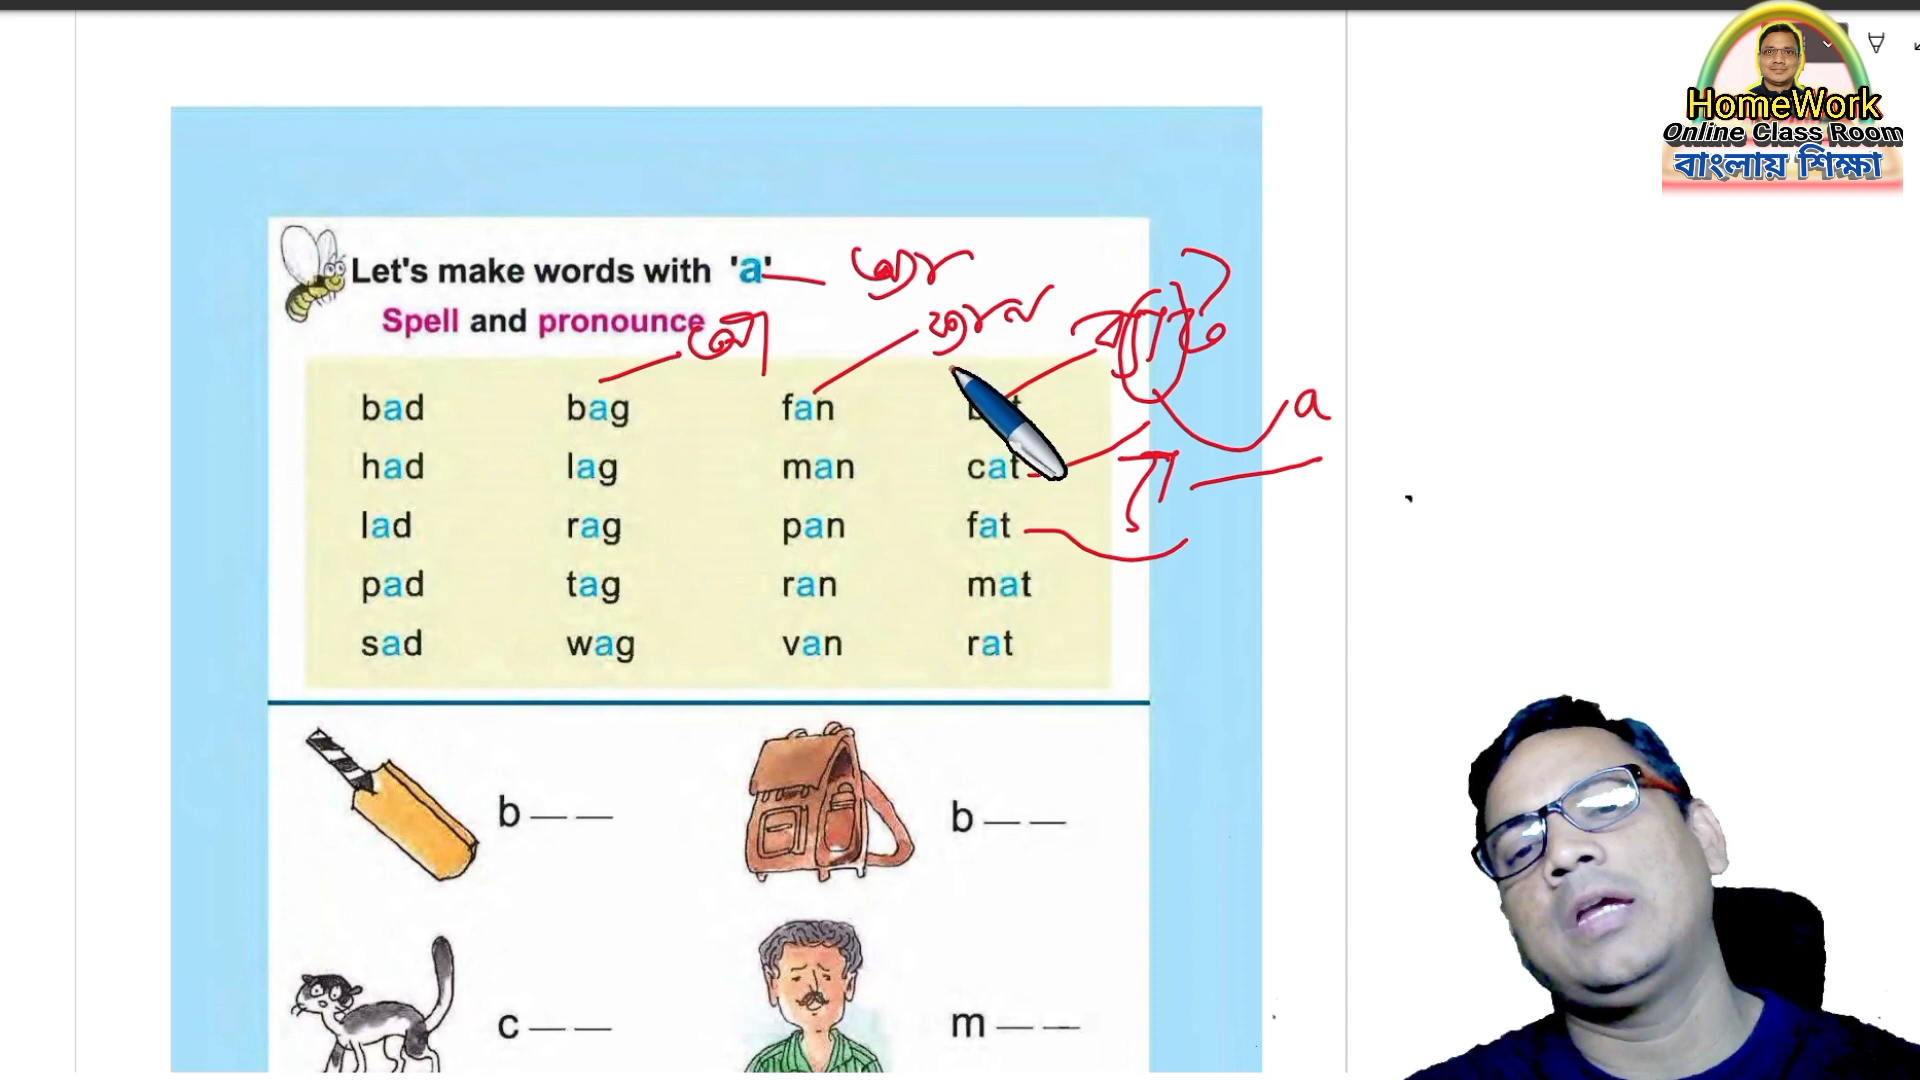 HomeWork
Online Class Room
বাংলায় শিক্ষা
Let's make words with 'a'
Spell and pronounce
bad bag fan
had lag man cat
lad rag pan fat
pad tag ran mat
sad wag van rat
a
b _ _ b _ _
c _ _ m _ _